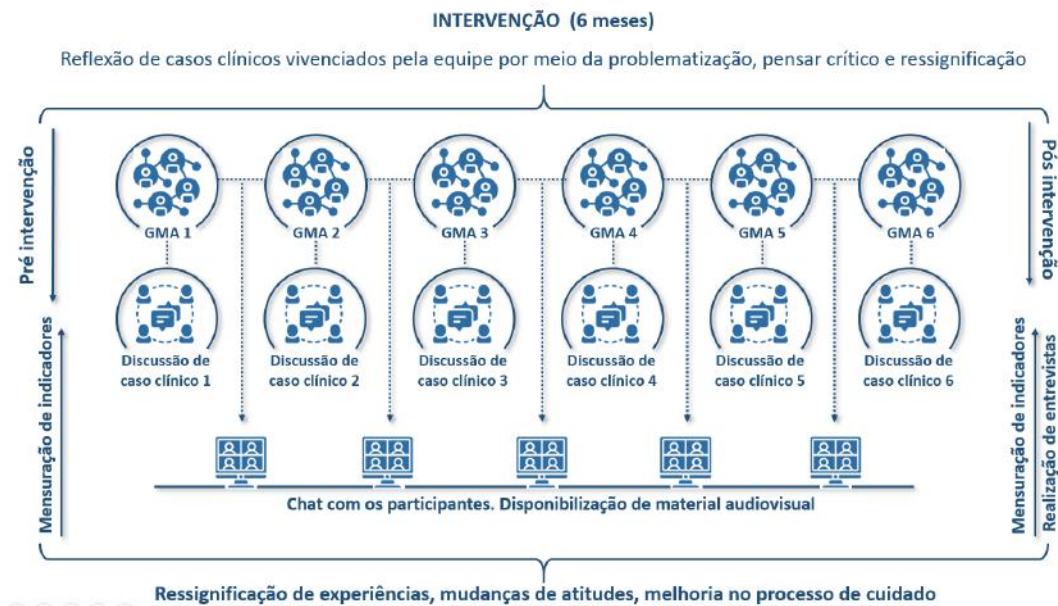 INTERVENÇÃO (6 meses)
Reflexão de casos clínicos vivenciados pela equipe por meio da problematização, pensar crítico e ressignificação
Pré intervenção
Mensuração de indicadores
GMA 1
GMA 2
GMA 3
GMA 4
GMA 5
GMA 6
Discussão de
caso clínico 1
Discussão de
caso clínico 2
Discussão de
caso clínico 3
Discussão de
caso clínico 4
Discussão de
caso clínico 5
Discussão de
caso clínico 6
Pós intervenção
Mensuração de indicadores
Realização de entrevistas
Chat com os participantes. Disponibilização de material audiovisual
Ressignificação de experiências, mudanças de atitudes, melhoria no processo de cuidado